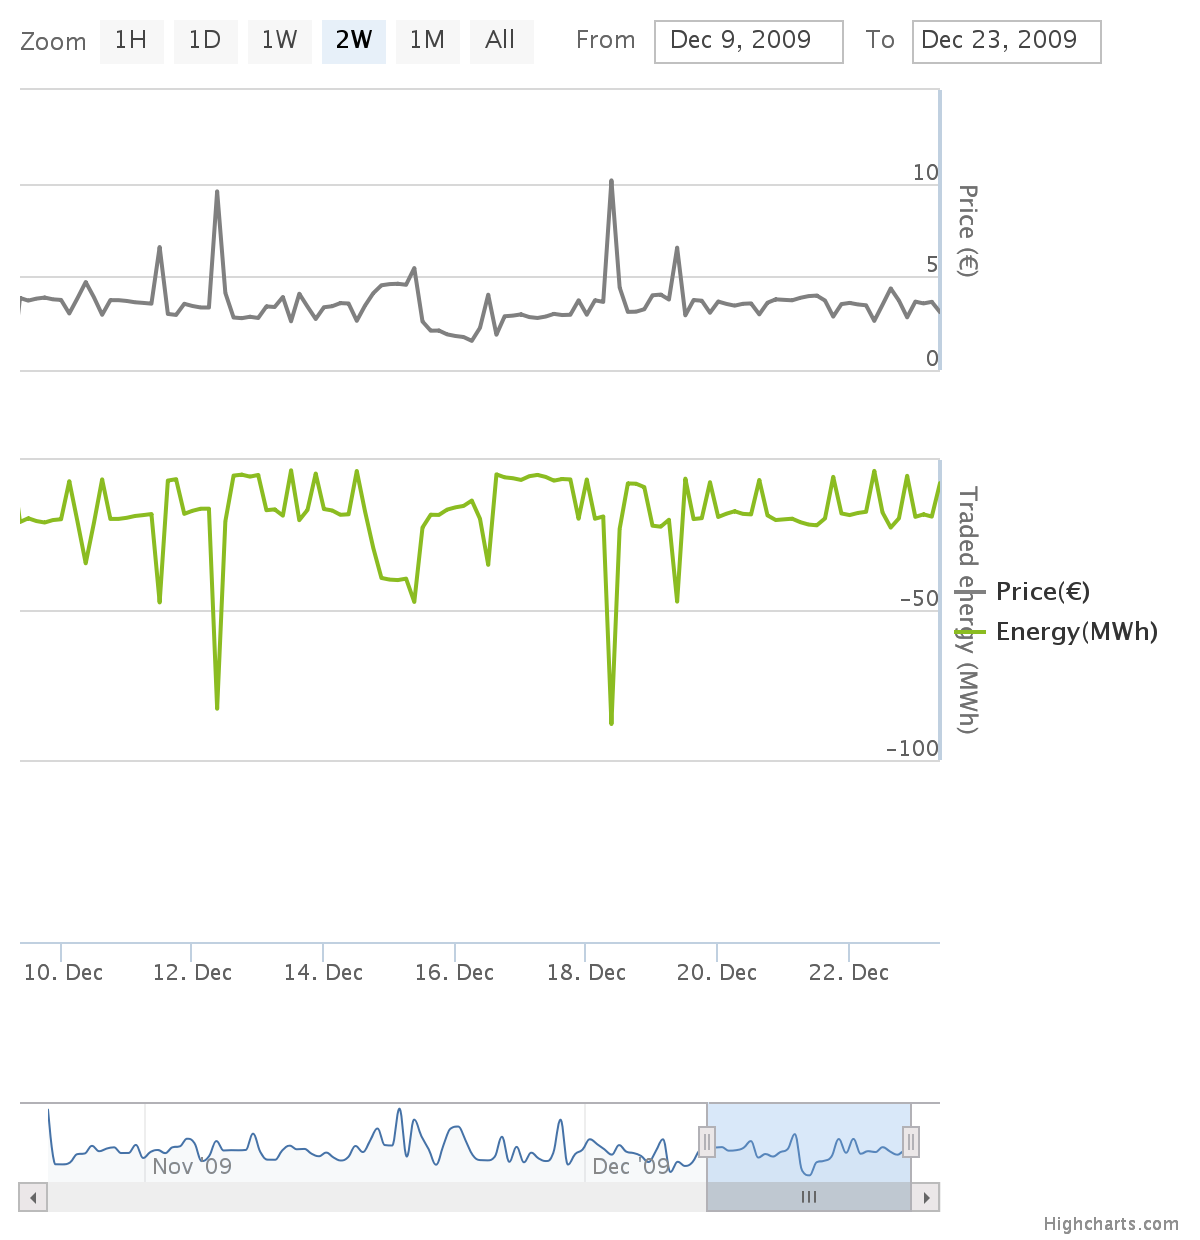 Zoom 1H 1D 1W 2W 1M All From Dec 9, 2009 To Dec 23, 2009
10
5
0
Price (€)
−50
−100
Traded energy (MWh)
Price(€)
Energy(MWh)
10. Dec 12. Dec 14. Dec 16. Dec 18. Dec 20. Dec 22. Dec
Nov '09 Dec '09
Highcharts.com